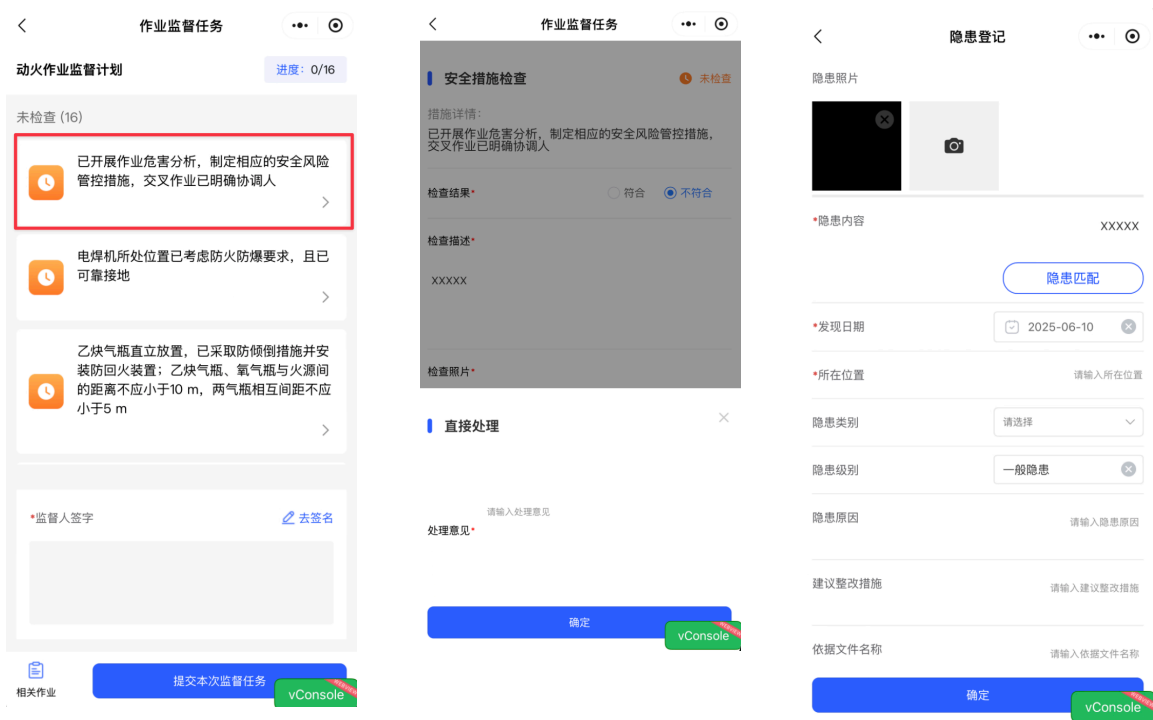 作业监督任务
动火作业监督计划
进度：0/16
未检查 (16)
已开展作业危害分析，制定相应的安全风险
管控措施，交叉作业已明确协调人
电焊机所处位置已考虑防火防爆要求，且已
可靠接地
乙炔气瓶直立放置，已采取防倾倒措施并安
装防回火装置；乙炔气瓶、氧气瓶与火源间
的距离不应小于10 m，两气瓶相互间距不应
小于5 m
*监督人签字
去签名
相关作业
提交本次监督任务
vConsole
作业监督任务
安全措施检查
未检查
措施详情：
已开展作业危害分析，制定相应的安全风险管控措施，
交叉作业已明确协调人
检查结果*
符合
不符合
检查描述*
XXXXX
检查照片*
直接处理
请输入处理意见
处理意见*
确定
vConsole
隐患登记
隐患照片
*隐患内容
XXXXX
隐患匹配
*发现日期
2025-06-10
*所在位置
请输入所在位置
隐患类别
请选择
隐患级别
一般隐患
隐患原因
请输入隐患原因
建议整改措施
请输入建议整改措施
依据文件名称
请输入依据文件名称
确定
vConsole